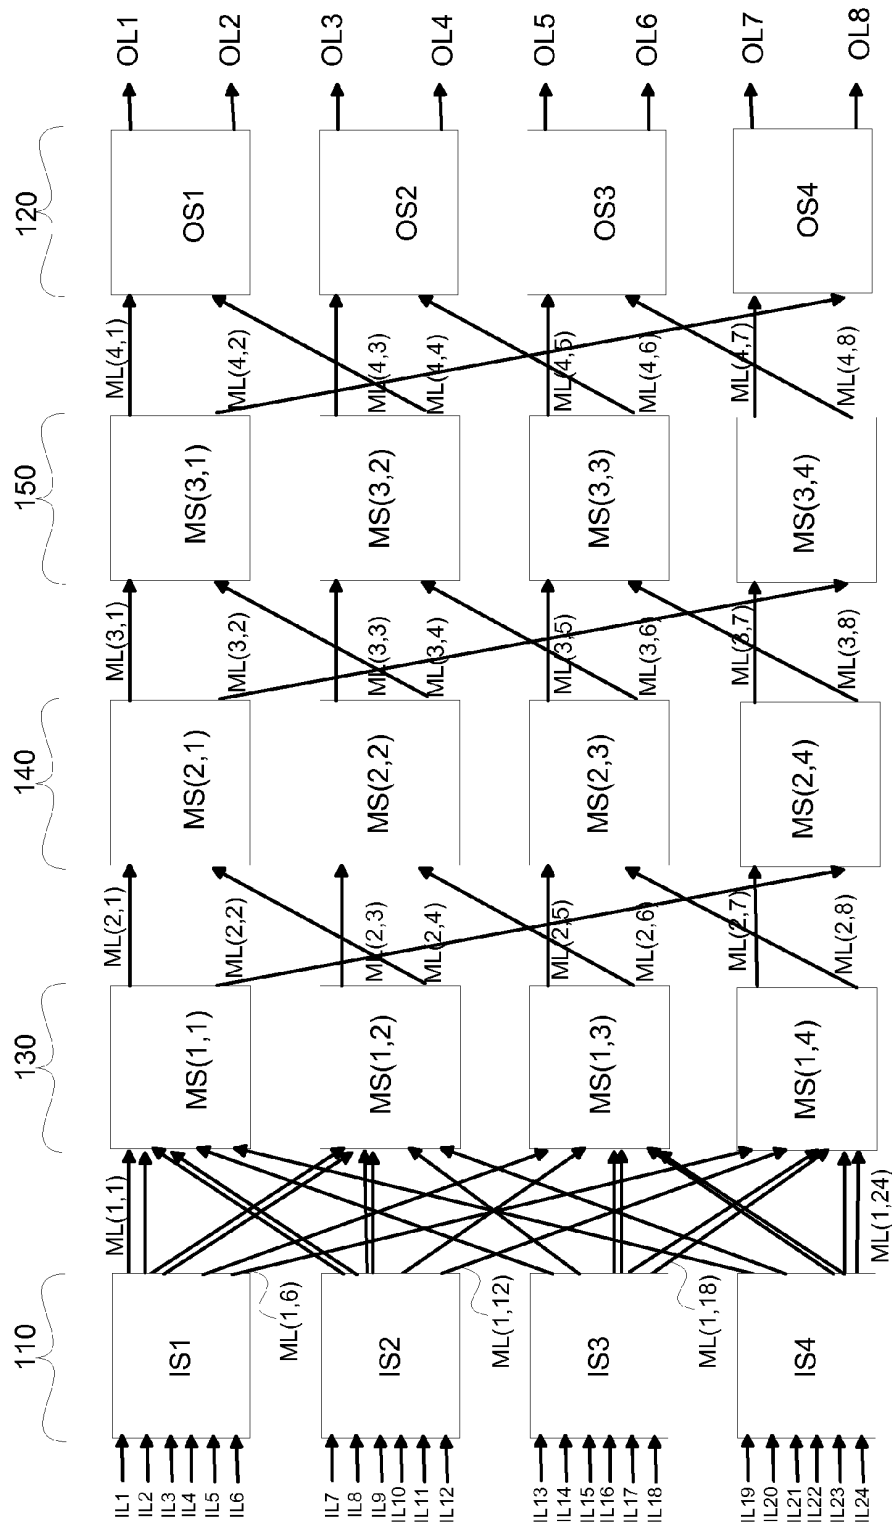 110
130
140
150
120
IL1
IL2
IL3
IL4
IL5
IL6
IS1
ML(1,1)
ML(1,6)
MS(1,1)
ML(2,1)
ML(2,2)
MS(2,1)
ML(3,1)
ML(3,2)
MS(3,1)
ML(4,1)
ML(4,2)
OS1
OL1
OL2
IL7
IL8
IL9
IL10
IL11
IL12
IS2
ML(1,12)
MS(1,2)
ML(2,3)
ML(2,4)
MS(2,2)
ML(3,3)
ML(3,4)
MS(3,2)
ML(4,3)
ML(4,4)
OS2
OL3
OL4
IL13
IL14
IL15
IL16
IL17
IL18
IS3
ML(1,18)
MS(1,3)
ML(2,5)
ML(2,6)
MS(2,3)
ML(3,5)
ML(3,6)
MS(3,3)
ML(4,5)
ML(4,6)
OS3
OL5
OL6
IL19
IL20
IL21
IL22
IL23
IL24
IS4
ML(1,24)
MS(1,4)
ML(2,7)
ML(2,8)
MS(2,4)
ML(3,7)
ML(3,8)
MS(3,4)
ML(4,7)
ML(4,8)
OS4
OL7
OL8